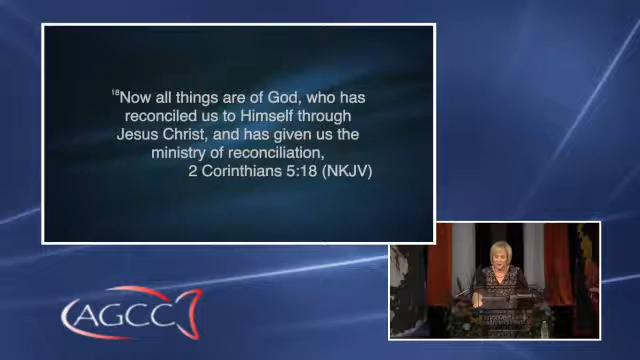 ¹⁸Now all things are of God, who has
reconciled us to Himself through
Jesus Christ, and has given us the
ministry of reconciliation,
2 Corinthians 5:18 (NKJV)
AGCC